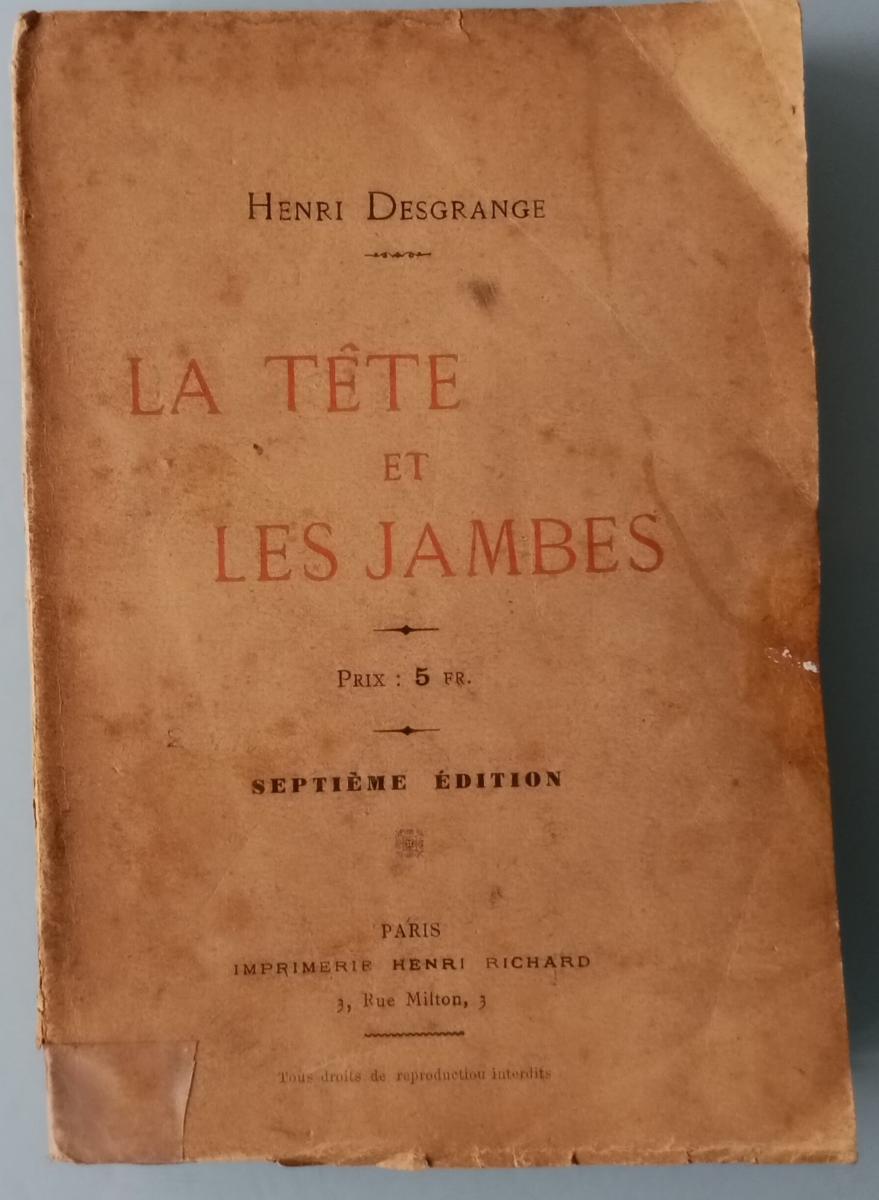 HENRI DESGRANGE
LA TÊTE
ET
LES JAMBES
PRIX : 5 FR.
SEPTIÈME ÉDITION
PARIS
IMPRIMERIE HENRI RICHARD
3, Rue Milton, 3
Tous droits de reproduction interdits